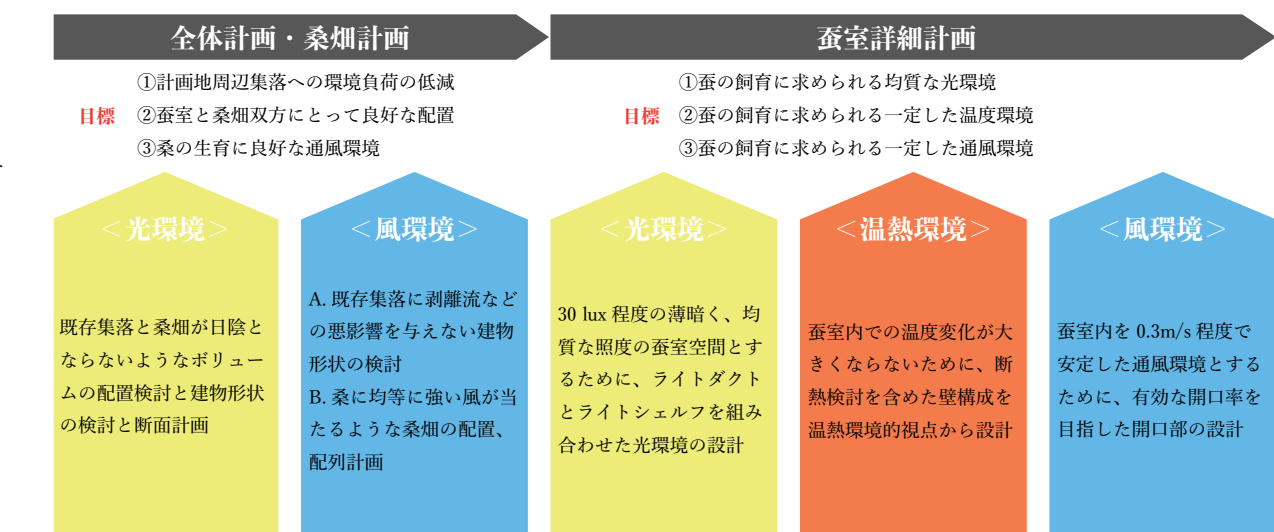 全体計画・桑畑計画
①計画地周辺集落への環境負荷の低減
目標 ②蚕室と桑畑双方にとって良好な配置
③桑の生育に良好な通風環境
<光環境>
既存集落と桑畑が日陰と
ならないようなボリュー
ムの配置検討と建物形状
の検討と断面計画
<風環境>
A. 既存集落に剥離流など
の悪影響を与えない建物
形状の検討
B. 桑に均等に強い風が当
たるような桑畑の配置、
配列計画
蚕室詳細計画
①蚕の飼育に求められる均質な光環境
目標 ②蚕の飼育に求められる一定した温度環境
③蚕の飼育に求められる一定した通風環境
<光環境>
30 lux 程度の薄暗く、均
質な照度の蚕室空間とす
るために、ライトダクト
とライトシェルフを組み
合わせた光環境の設計
<温熱環境>
蚕室内での温度変化が大
きくならないために、断
熱検討を含めた壁構成を
温熱環境的視点から設計
<風環境>
蚕室内を 0.3m/s 程度で
安定した通風環境とする
ために、有効な開口率を
目指した開口部の設計